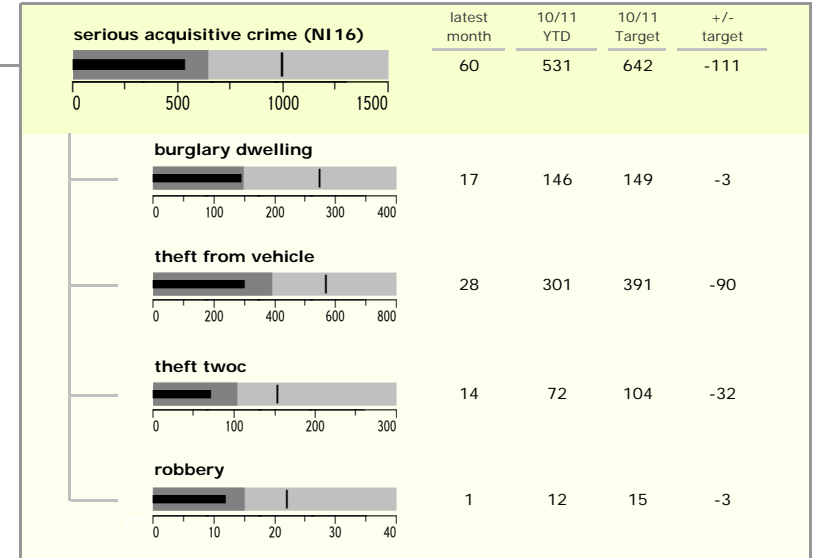 latest 10/11 10/11 +/-
serious acquisitive crime (NI16) month YTD Target target
60 531 642 -111
0 500 1000 1500
burglary dwelling
17 146 149 -3
0 100 200 300 400
theft from vehicle
28 301 391 -90
0 200 400 600 800
theft twoc
14 72 104 -32
0 100 200 300
robbery
1 12 15 -3
0 10 20 30 40